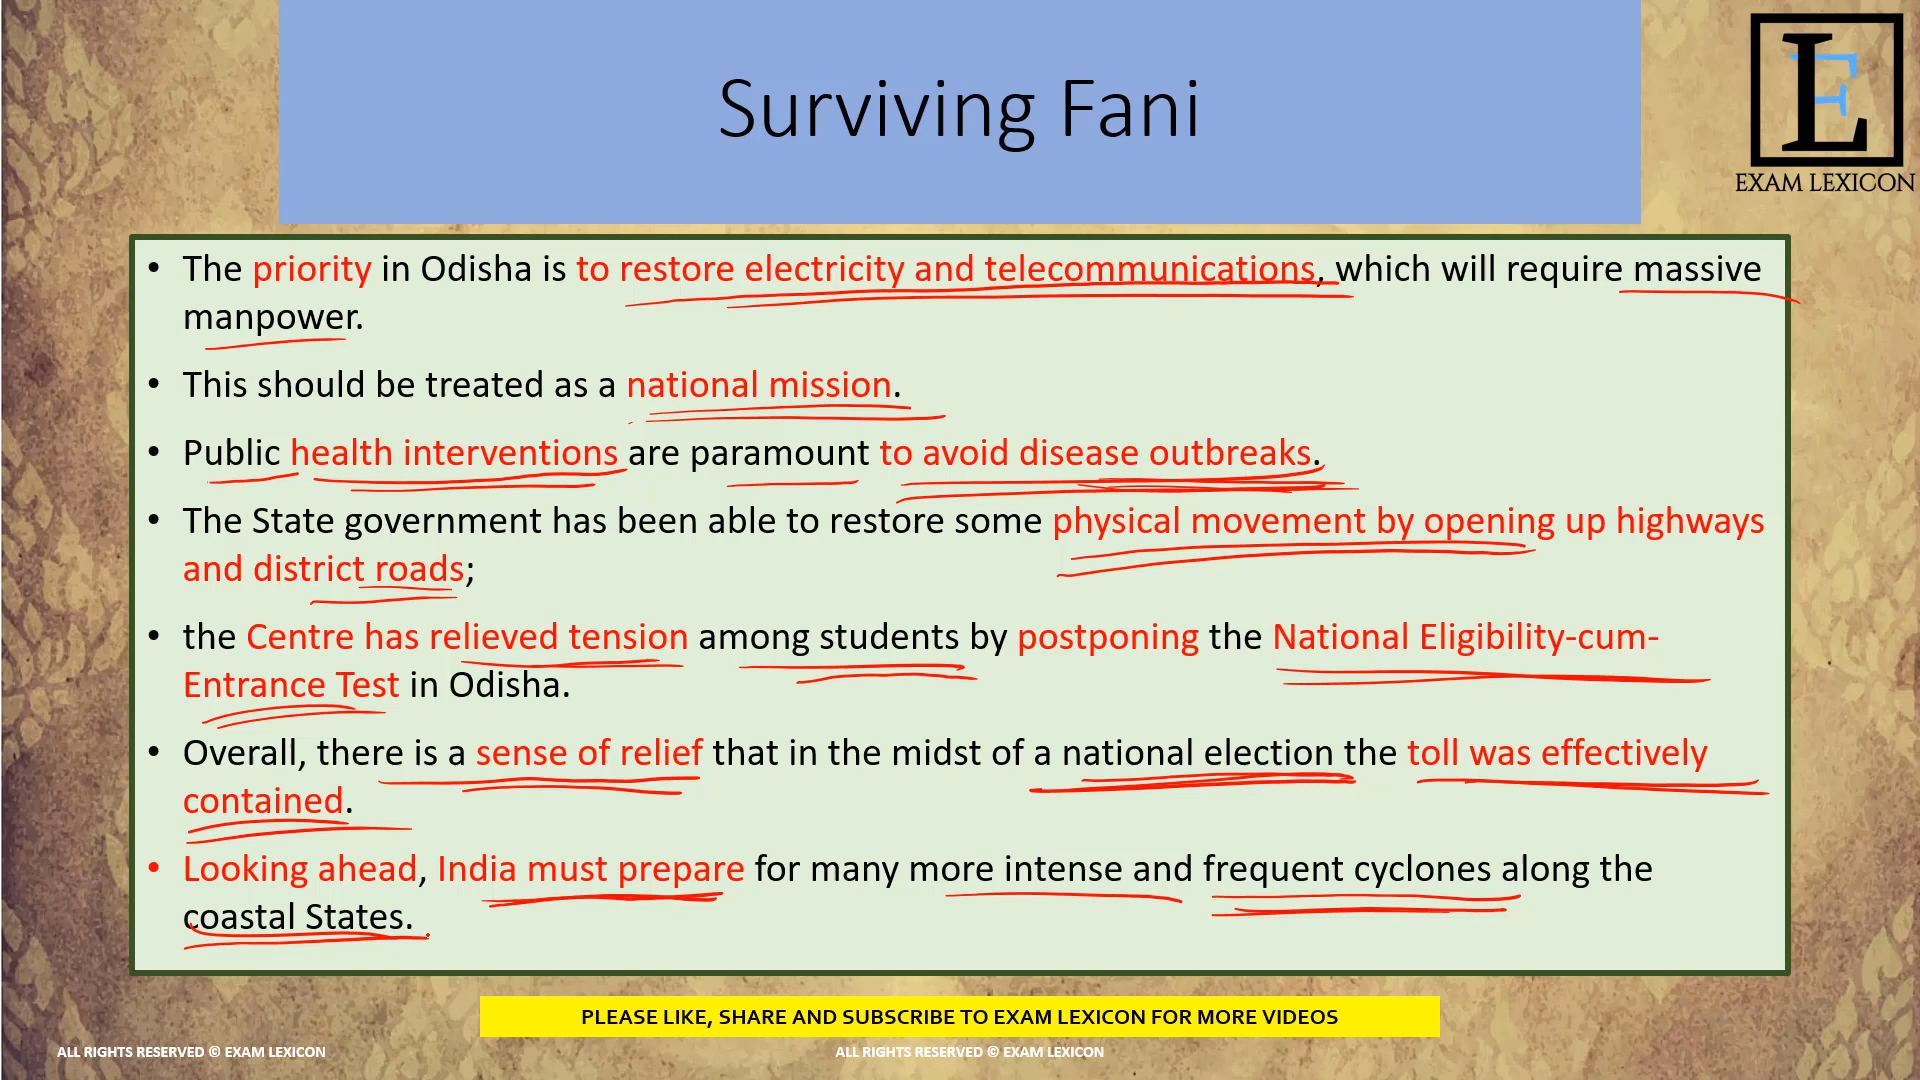 Surviving Fani
LE
EXAM LEXICON
• The priority in Odisha is to restore electricity and telecommunications, which will require massive
manpower.
• This should be treated as a national mission.
• Public health interventions are paramount to avoid disease outbreaks.
• The State government has been able to restore some physical movement by opening up highways
and district roads;
• the Centre has relieved tension among students by postponing the National Eligibility-cum-
Entrance Test in Odisha.
• Overall, there is a sense of relief that in the midst of a national election the toll was effectively
contained.
• Looking ahead, India must prepare for many more intense and frequent cyclones along the
coastal States.
PLEASE LIKE, SHARE AND SUBSCRIBE TO EXAM LEXICON FOR MORE VIDEOS
ALL RIGHTS RESERVED © EXAM LEXICON
ALL RIGHTS RESERVED © EXAM LEXICON